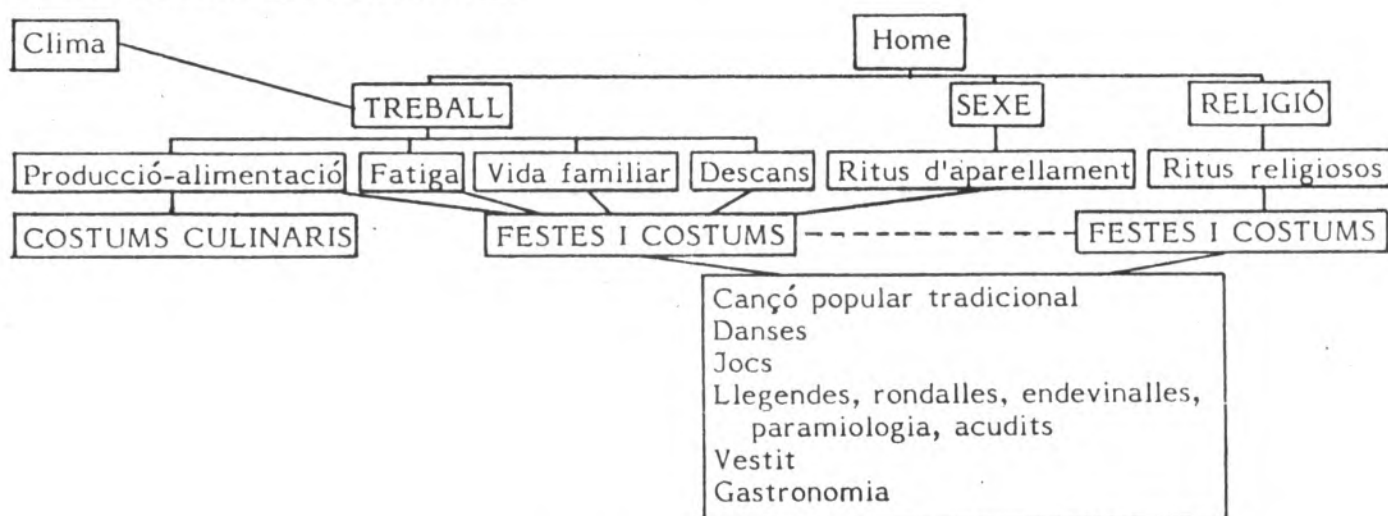 Clima
Home
TREBALL
SEXE
RELIGIÓ
Producció-alimentació
Fatiga
Vida familiar
Descans
Ritus d'aparellament
Ritus religiosos
COSTUMS CULINARIS
FESTES I COSTUMS
FESTES I COSTUMS
Cançó popular tradicional
Danses
Jocs
Llegendes, rondalles, endevinalles,
paramiologia, acudits
Vestit
Gastronomia